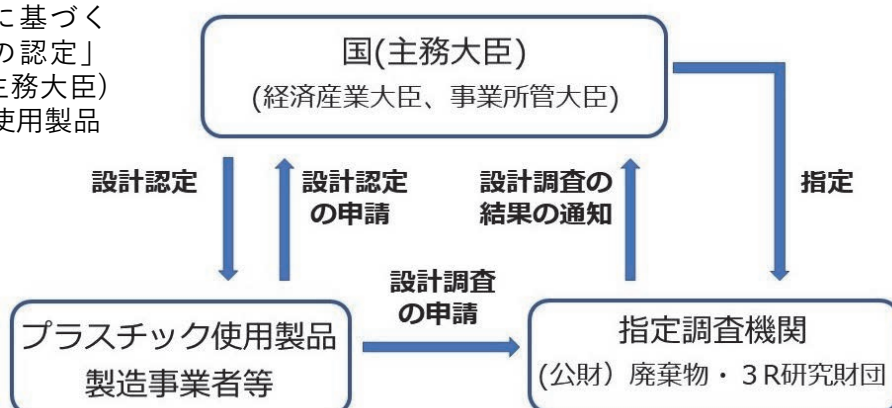 に基づく
の認定」
主務大臣)
使用製品
国(主務大臣)
(経済産業大臣、事業所管大臣)
設計認定
設計認定
の申請
設計調査の
結果の通知
指定
設計調査
の申請
プラスチック使用製品
製造事業者等
指定調査機関
(公財）廃棄物・３R研究財団